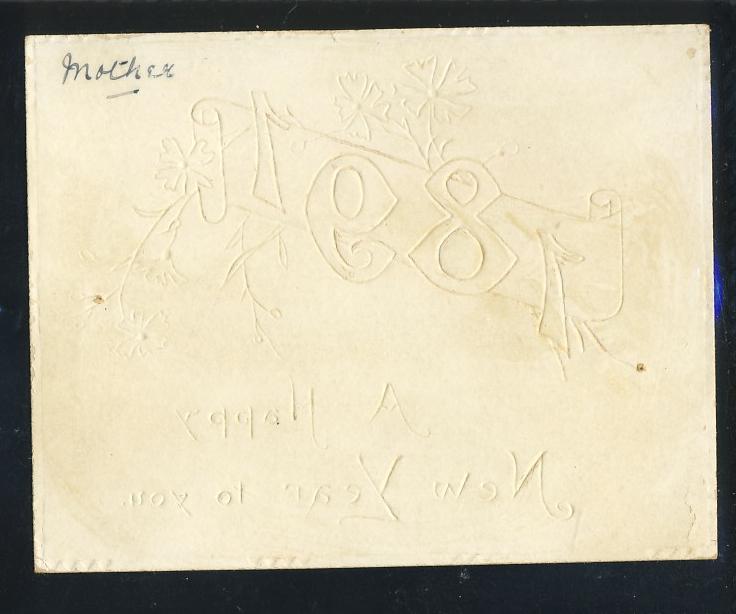 Mother
1891
A Happy
New Year to you.